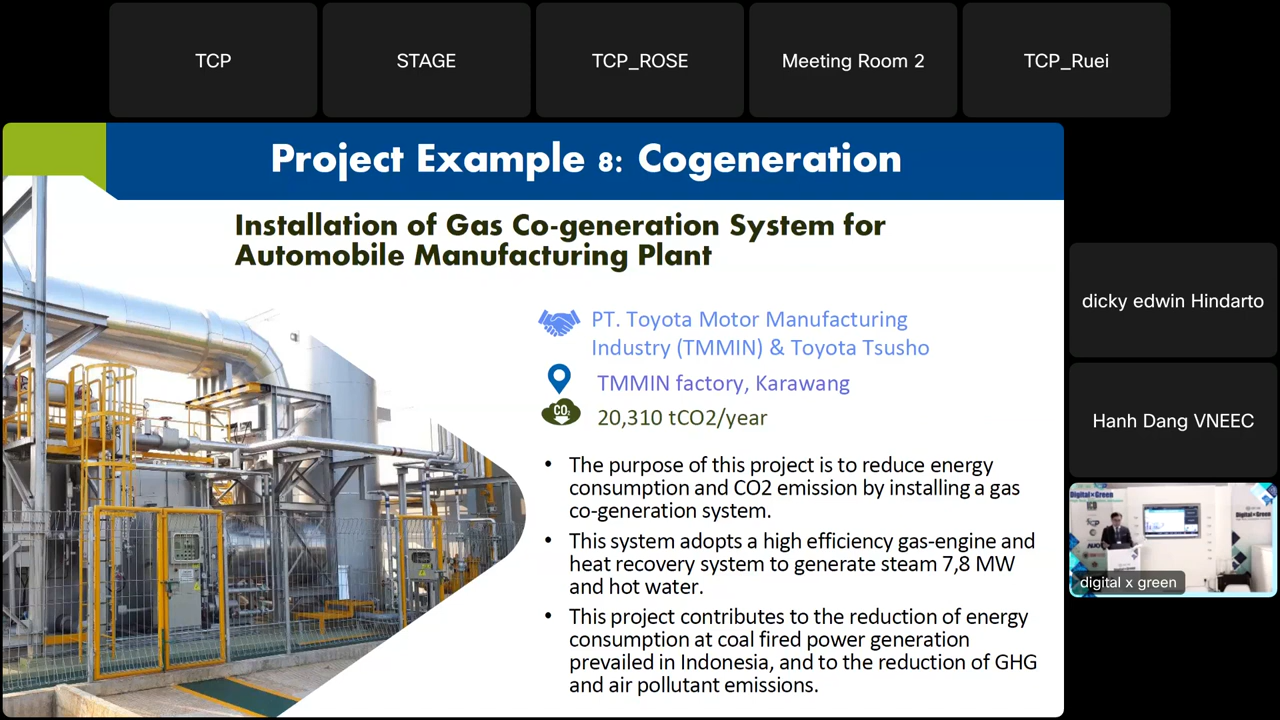 TCP
STAGE
TCP_ROSE
Meeting Room 2
TCP_Ruei
Project Example 8: Cogeneration
Installation of Gas Co-generation System for
Automobile Manufacturing Plant
PT. Toyota Motor Manufacturing
Industry (TMMIN) & Toyota Tsusho
TMMIN factory, Karawang
CO2
20,310 tCO2/year
• The purpose of this project is to reduce energy
consumption and CO2 emission by installing a gas
co-generation system.
• This system adopts a high efficiency gas-engine and
heat recovery system to generate steam 7,8 MW
and hot water.
• This project contributes to the reduction of energy
consumption at coal fired power generation
prevailed in Indonesia, and to the reduction of GHG
and air pollutant emissions.
dicky edwin Hindarto
Hanh Dang VNEEC
Digital x Green
Digital x Green
digital x green